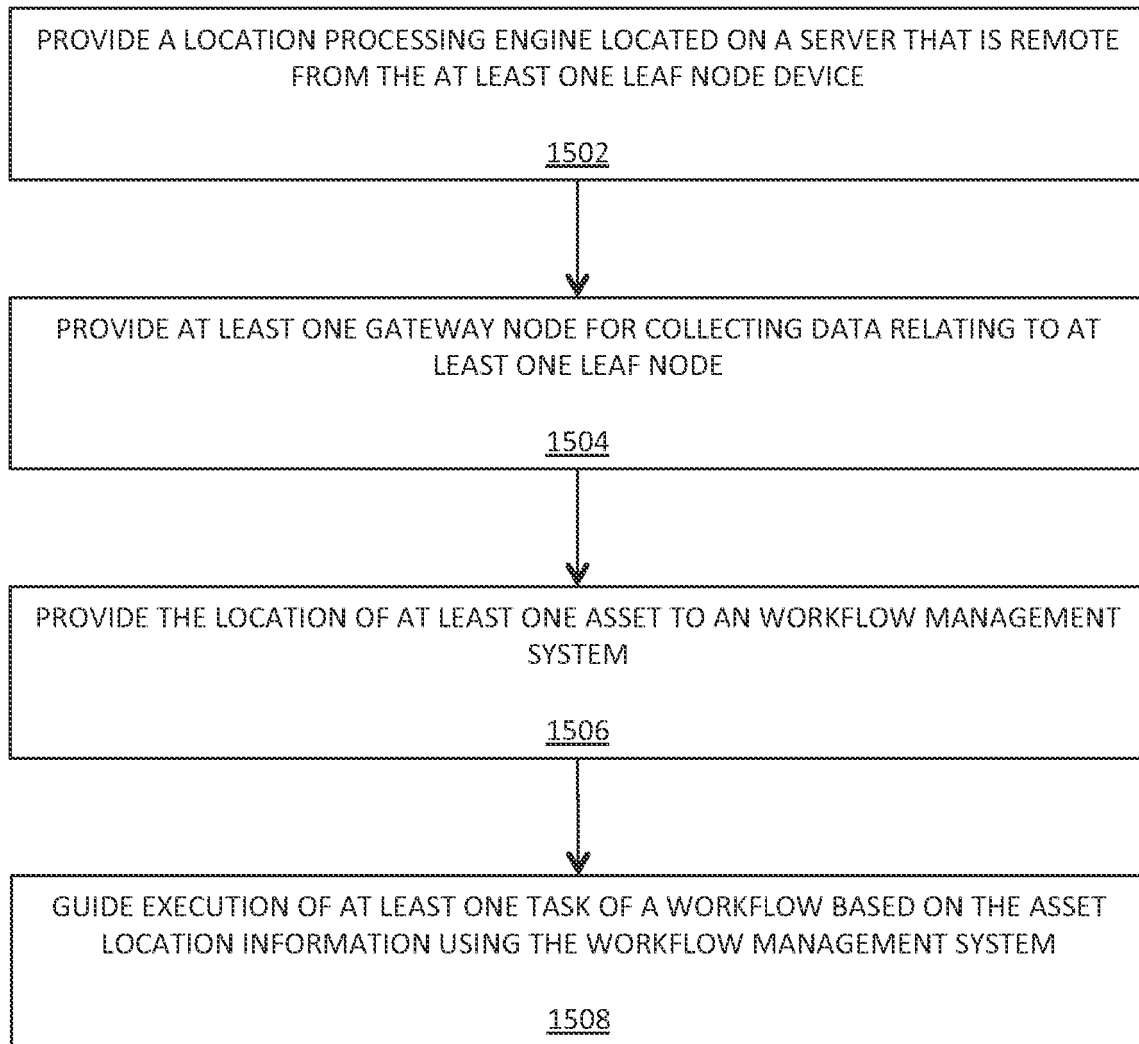 PROVIDE A LOCATION PROCESSING ENGINE LOCATED ON A SERVER THAT IS REMOTE
FROM THE AT LEAST ONE LEAF NODE DEVICE
1502
PROVIDE AT LEAST ONE GATEWAY NODE FOR COLLECTING DATA RELATING TO AT
LEAST ONE LEAF NODE
1504
PROVIDE THE LOCATION OF AT LEAST ONE ASSET TO AN WORKFLOW MANAGEMENT
SYSTEM
1506
GUIDE EXECUTION OF AT LEAST ONE TASK OF A WORKFLOW BASED ON THE ASSET
LOCATION INFORMATION USING THE WORKFLOW MANAGEMENT SYSTEM
1508